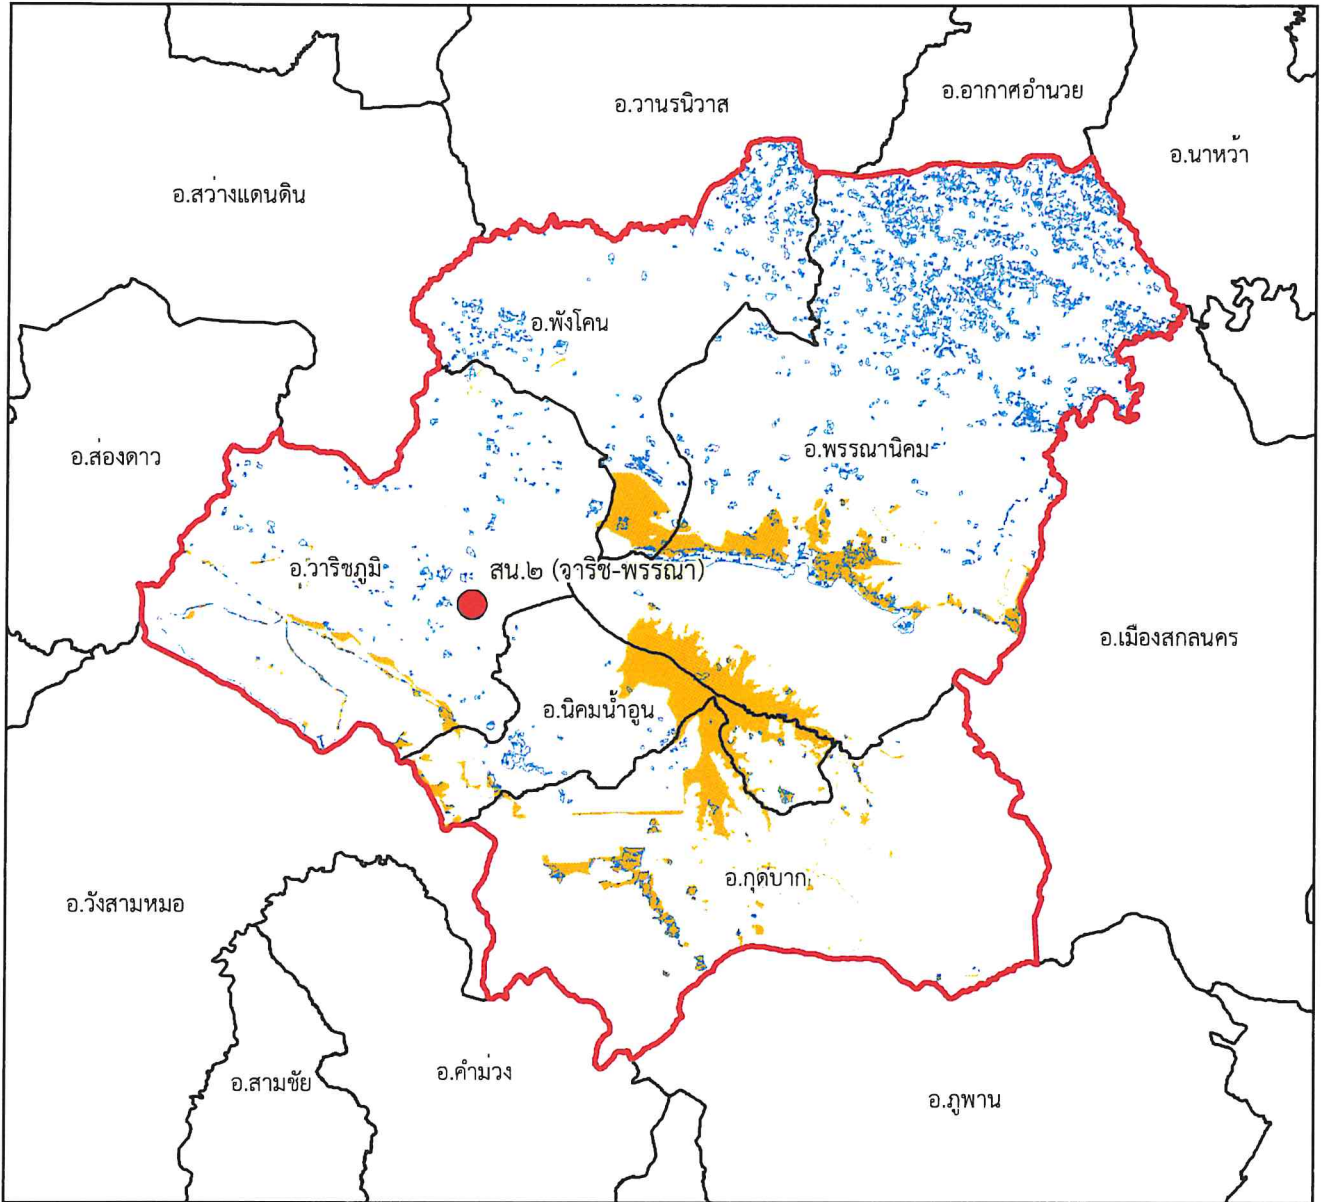 อ.วานรนิวาส
อ.อากาศอำนวย
อ.นาหว้า
อ.สว่างแดนดิน
อ.พังโคน
อ.ส่องดาว
อ.พรรณานิคม
อ.วาริชภูมิ
สน.๒ (วาริช-พรรณา)
อ.เมืองสกลนคร
อ.นิคมน้ำอูน
อ.กุดบาก
อ.วังสามหมอ
อ.สามชัย
อ.คำม่วง
อ.ภูพาน